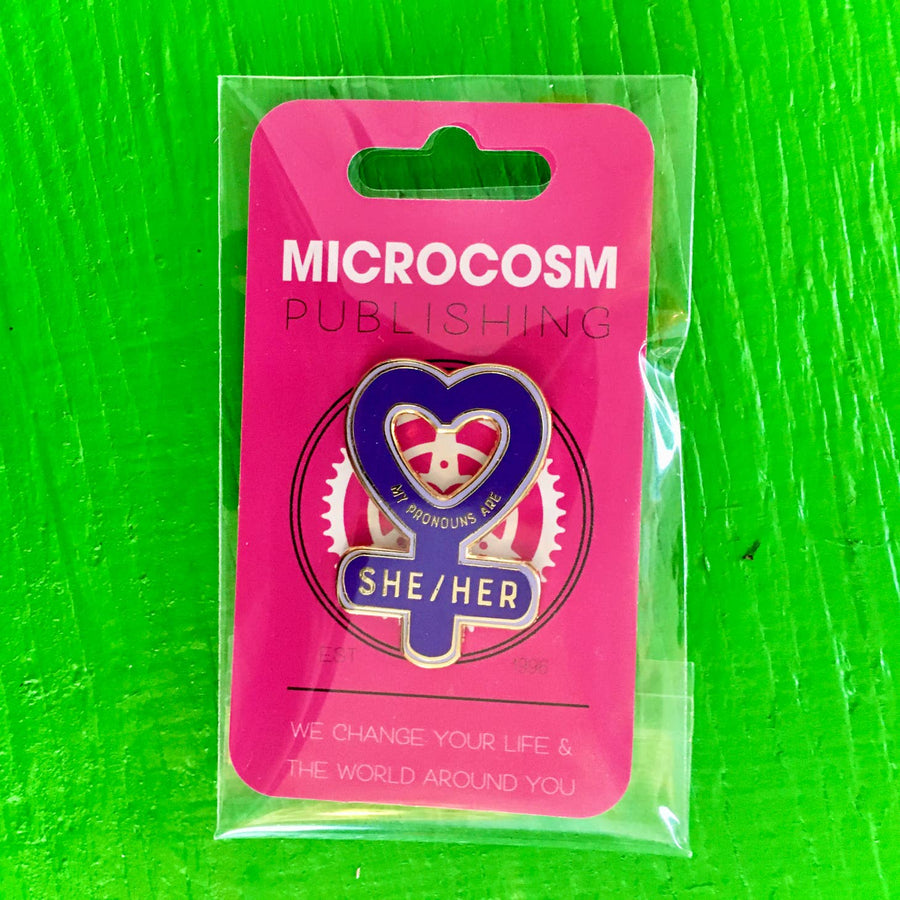 MICROCOSM
PUBLISHING
MY PRONOUNS ARE
SHE/HER
EST 1996
WE CHANGE YOUR LIFE &
THE WORLD AROUND YOU